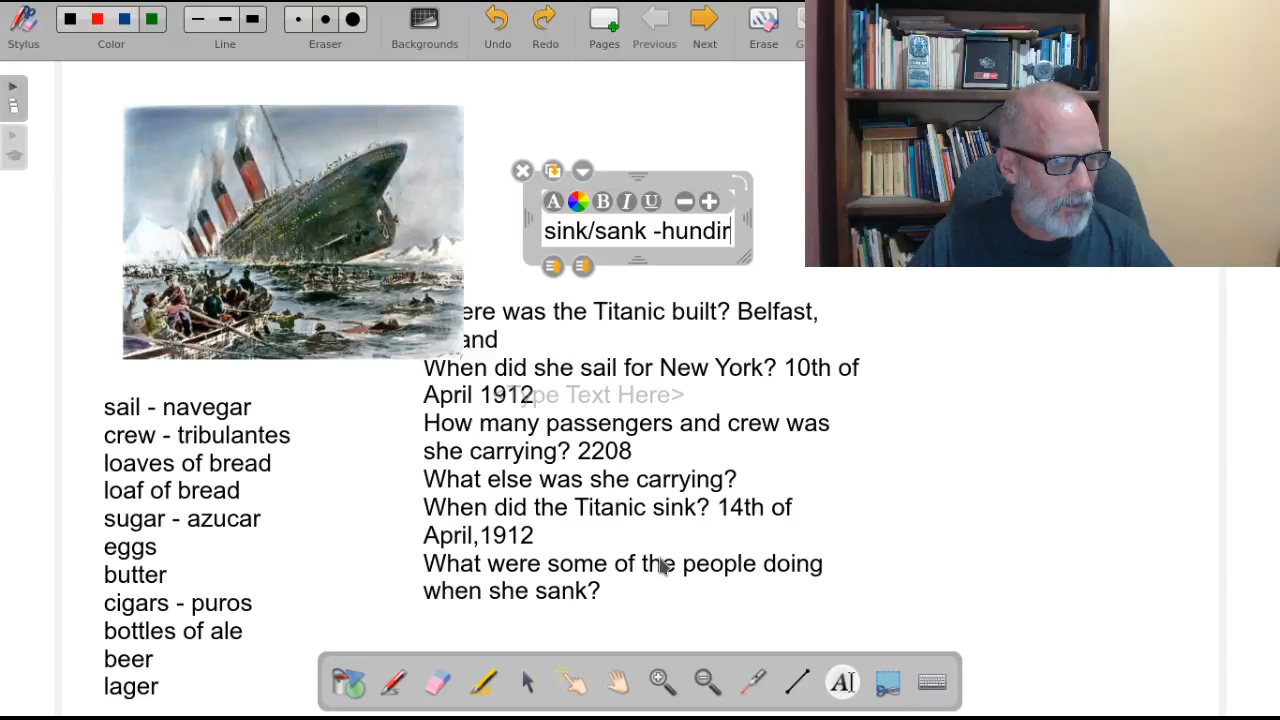 Stylus
Color
Line
Eraser
Backgrounds
Undo
Redo
Pages
Previous
Next
Erase
A B I U
sink/sank -hundir
ere was the Titanic built? Belfast,
and
When did she sail for New York? 10th of
April 1912
Type Text Here>
How many passengers and crew was
she carrying? 2208
What else was she carrying?
When did the Titanic sink? 14th of
April,1912
What were some of the people doing
when she sank?
sail - navegar
crew - tribulantes
loaves of bread
loaf of bread
sugar - azucar
eggs
butter
cigars - puros
bottles of ale
beer
lager
AI